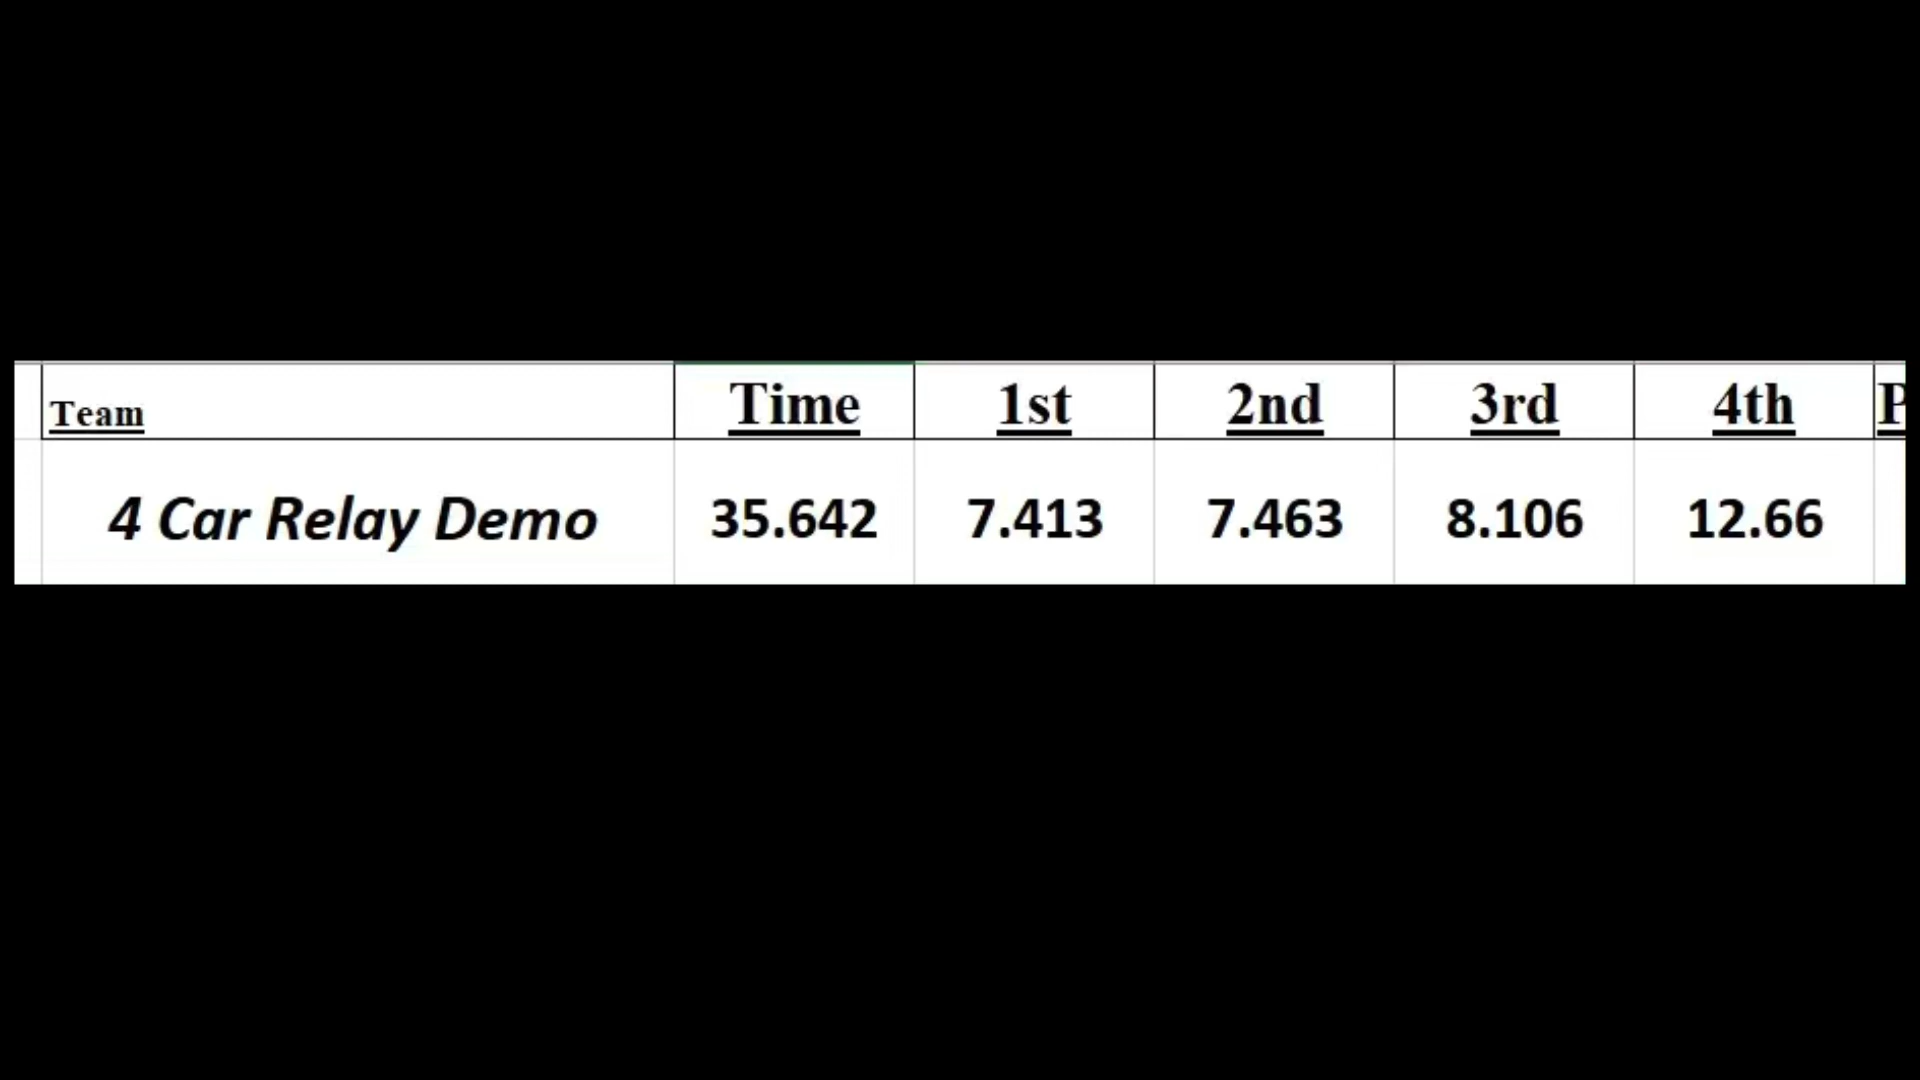 Team Time 1st 2nd 3rd 4th P
4 Car Relay Demo 35.642 7.413 7.463 8.106 12.66